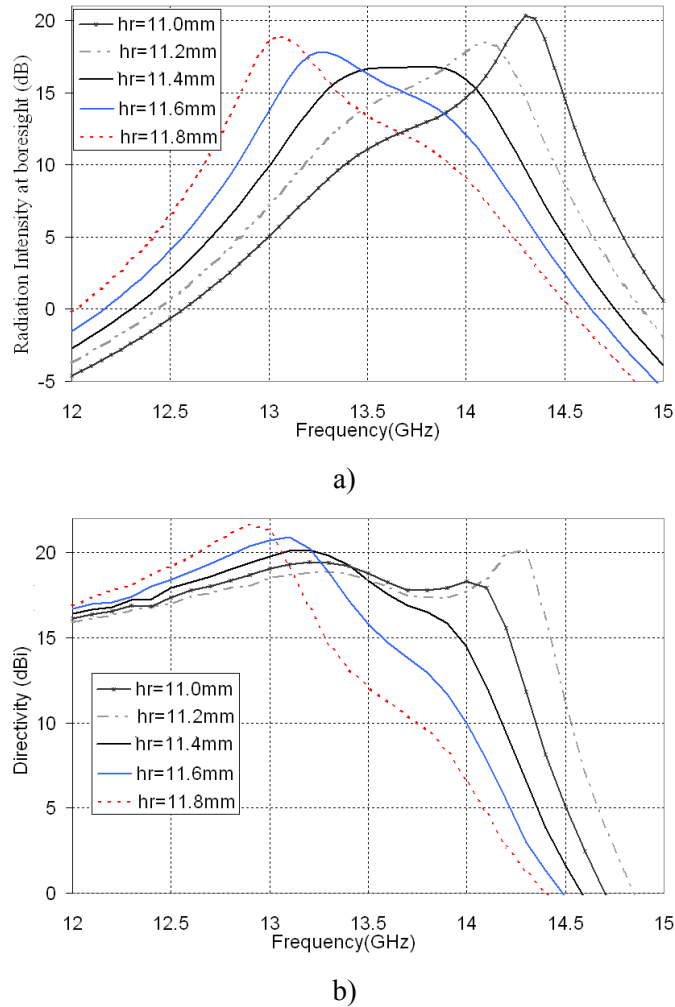 Radiation Intensity at boresight (dB)
20
15
10
5
0
-5
hr=11.0mm
hr=11.2mm
hr=11.4mm
hr=11.6mm
hr=11.8mm
12 12.5 13 13.5 14 14.5 15
Frequency(GHz)
a)
Directivity (dBi)
20
15
10
5
0
hr=11.0mm
hr=11.2mm
hr=11.4mm
hr=11.6mm
hr=11.8mm
12 12.5 13 13.5 14 14.5 15
Frequency(GHz)
b)